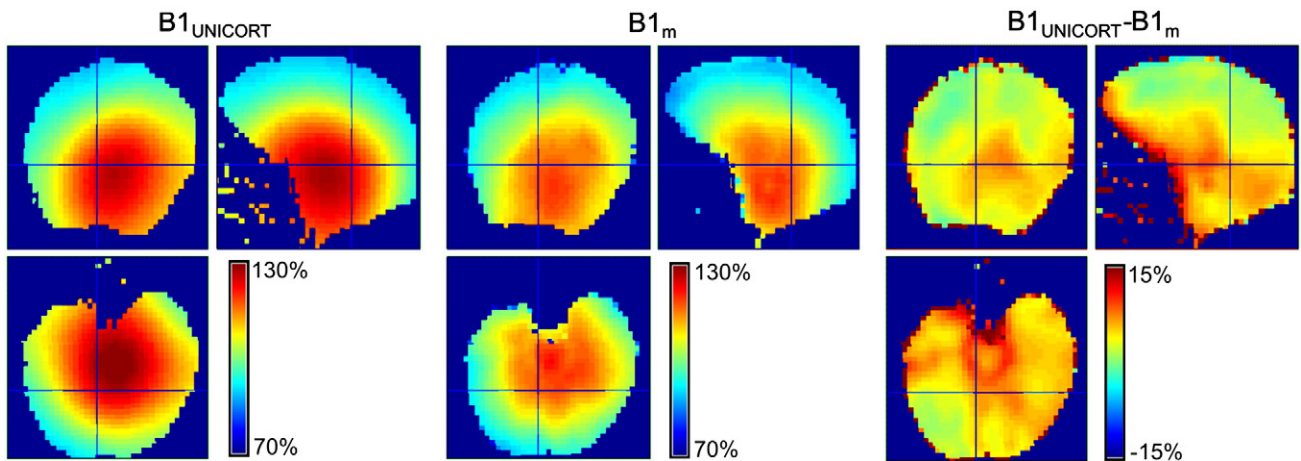 B1UNICORT
B1m
B1UNICORT-B1m
130%
70%
130%
70%
15%
-15%